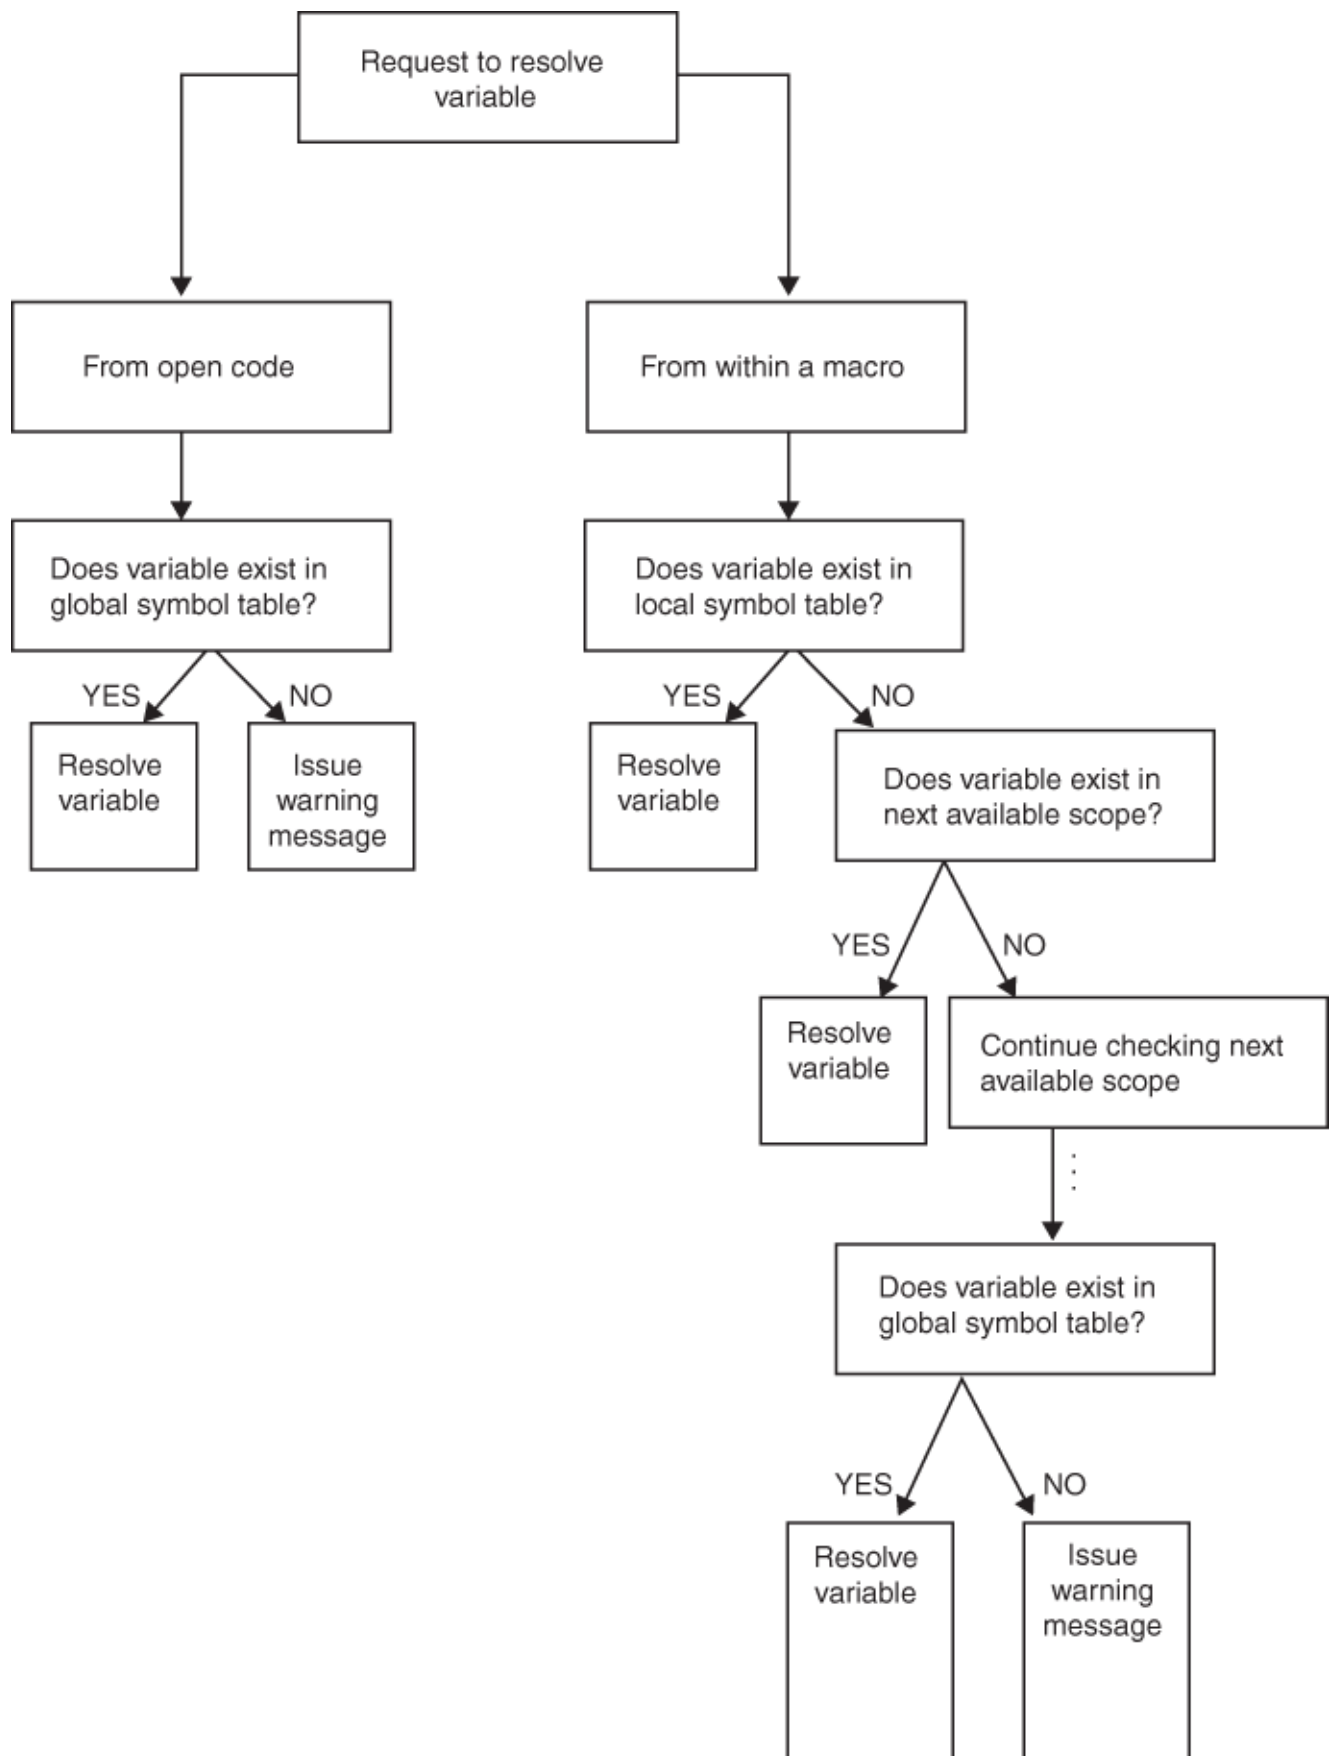 Request to resolve
variable
From open code
From within a macro
Does variable exist in
global symbol table?
Does variable exist in
local symbol table?
YES
NO
YES
NO
Resolve
variable
Issue
warning
message
Resolve
variable
Does variable exist in
next available scope?
YES
NO
Resolve
variable
Continue checking next
available scope
Does variable exist in
global symbol table?
YES
NO
Resolve
variable
Issue
warning
message